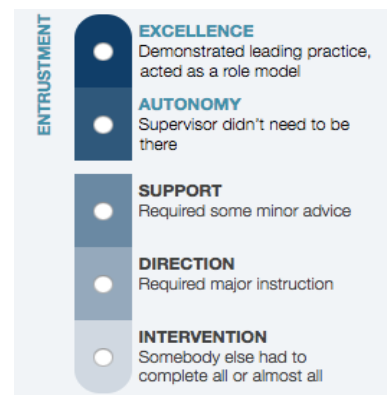 ENTRUSTMENT
EXCELLENCE
Demonstrated leading practice,
acted as a role model
AUTONOMY
Supervisor didn't need to be
there
SUPPORT
Required some minor advice
DIRECTION
Required major instruction
INTERVENTION
Somebody else had to
complete all or almost all